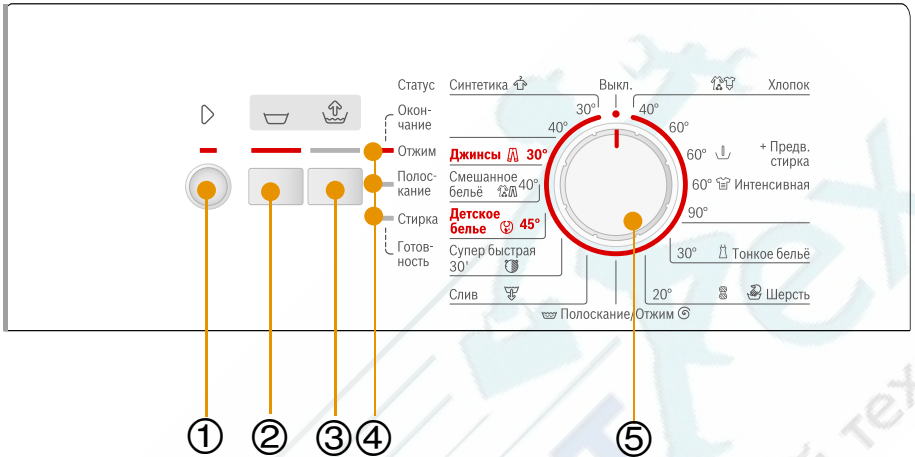 Статус
Окон-
чание
Отжим
Полос-
кание
Стирка
Готов-
ность
Синтетика
30°
40°
Джинсы 30°
Смешанное
бельё 40°
Детское
белье 45°
Супер быстрая
30'
Слив
Выкл.
Хлопок
40°
60°
60° + Предв.
стирка
60° Интенсивная
90°
30° Тонкое бельё
20° Шерсть
Полоскание/Отжим
① ② ③ ④ ⑤